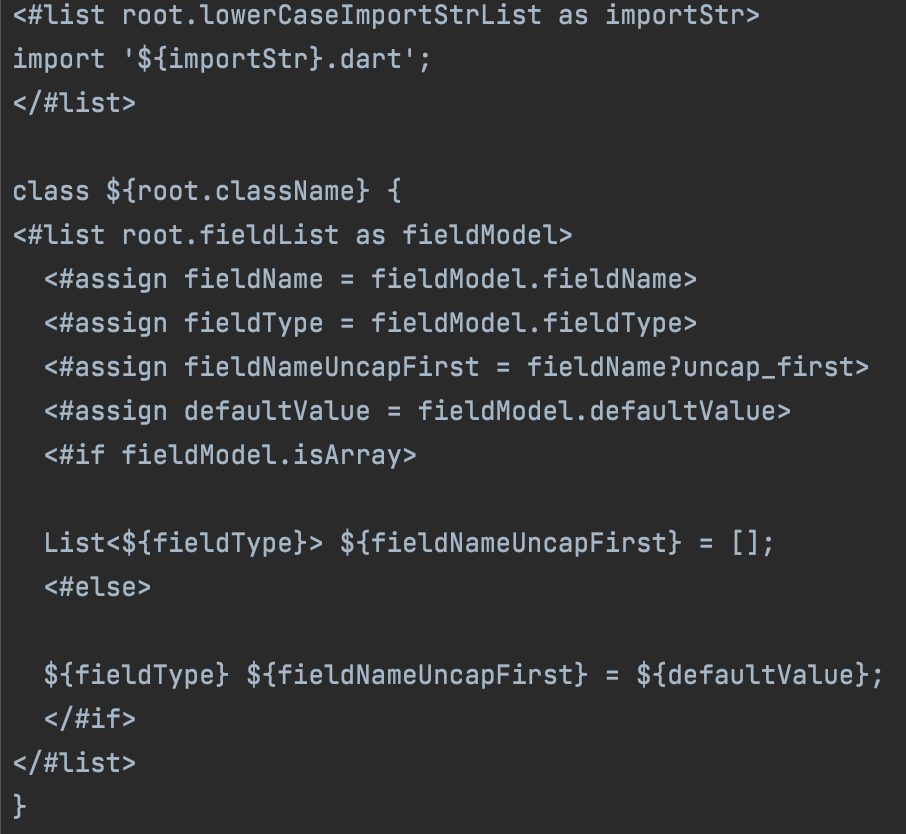 <#list root.lowerCaseImportStrList as importStr>
import '${importStr}.dart';
</#list>

class ${root.className} {
<#list root.fieldList as fieldModel>
  <#assign fieldName = fieldModel.fieldName>
  <#assign fieldType = fieldModel.fieldType>
  <#assign fieldNameUncapFirst = fieldName?uncap_first>
  <#assign defaultValue = fieldModel.defaultValue>
  <#if fieldModel.isArray>

  List<${fieldType}> ${fieldNameUncapFirst} = [];
  <#else>

  ${fieldType} ${fieldNameUncapFirst} = ${defaultValue};
  </#if>
</#list>
}